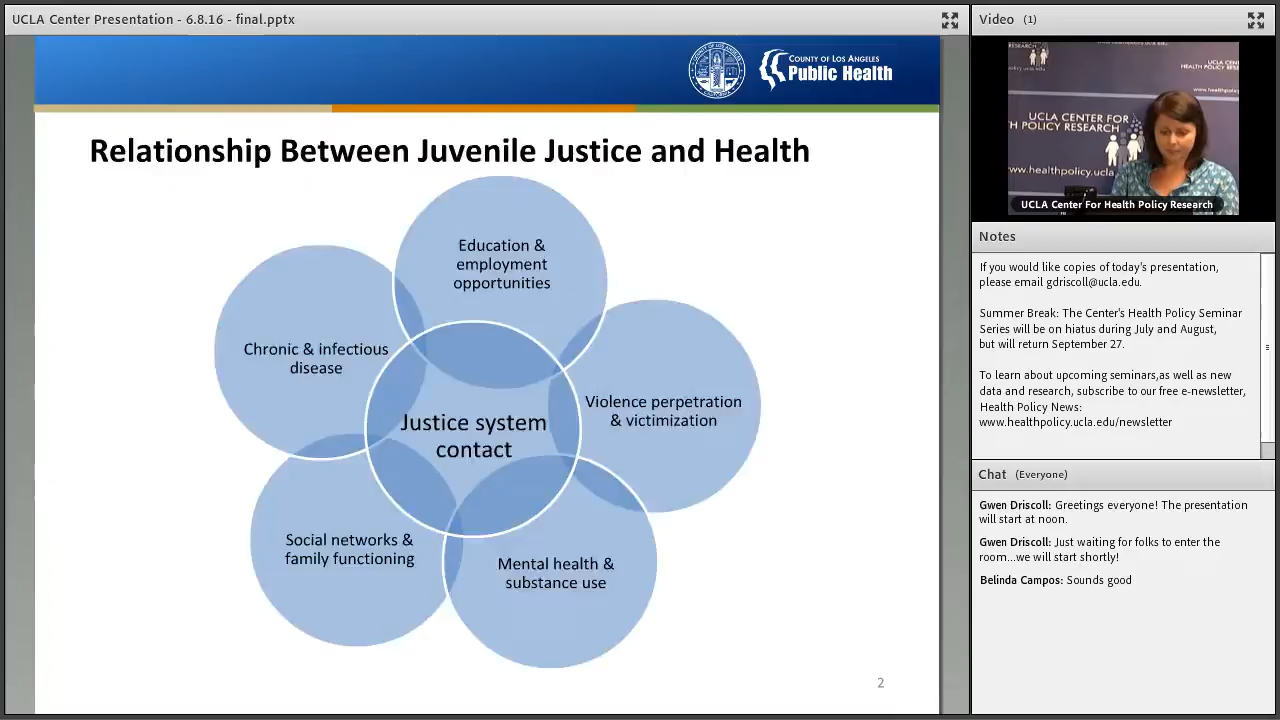 UCLA Center Presentation - 6.8.16 - final.pptx
COUNTY OF LOS ANGELES
Public Health
Relationship Between Juvenile Justice and Health
Education &
employment
opportunities
Chronic & infectious
disease
Violence perpetration
& victimization
Justice system
contact
Social networks &
family functioning
Mental health &
substance use
2
Video (1)
UCLA CENTER FOR
H POLICY RESEARCH
www.healthpolicy.ucla.
UCLA Center For Health Policy Research
Notes
If you would like copies of today's presentation,
please email gdriscoll@ucla.edu.
Summer Break: The Center's Health Policy Seminar
Series will be on hiatus during July and August,
but will return September 27.
To learn about upcoming seminars,as well as new
data and research, subscribe to our free e-newsletter,
Health Policy News:
www.healthpolicy.ucla.edu/newsletter
Chat (Everyone)
Gwen Driscoll: Greetings everyone! The presentation
will start at noon.
Gwen Driscoll: Just waiting for folks to enter the
room...we will start shortly!
Belinda Campos: Sounds good